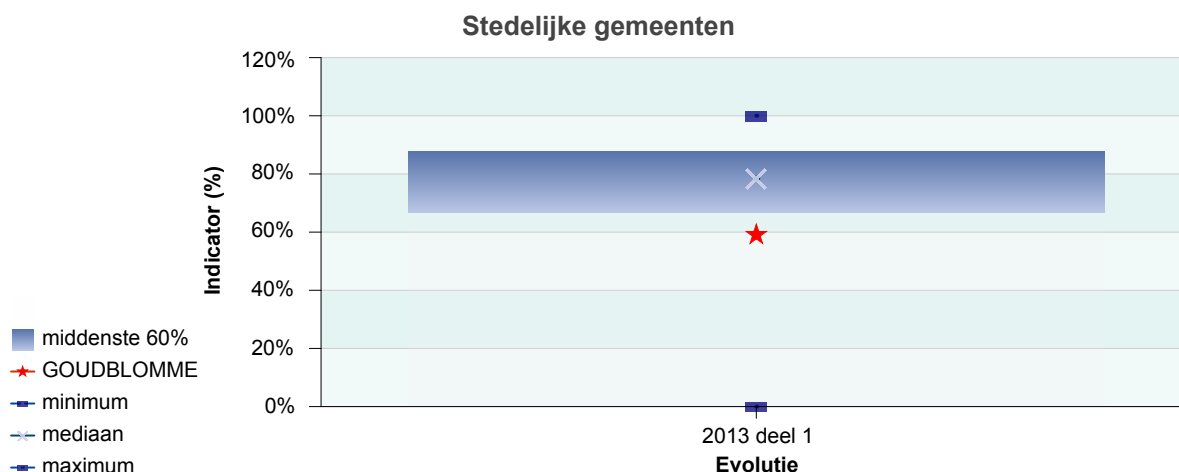 Stedelijke gemeenten
120%
100%
80%
60%
40%
20%
0%
Indicator (%)
2013 deel 1
Evolutie
middenste 60%
GOUDBLOMME
minimum
mediaan
maximum